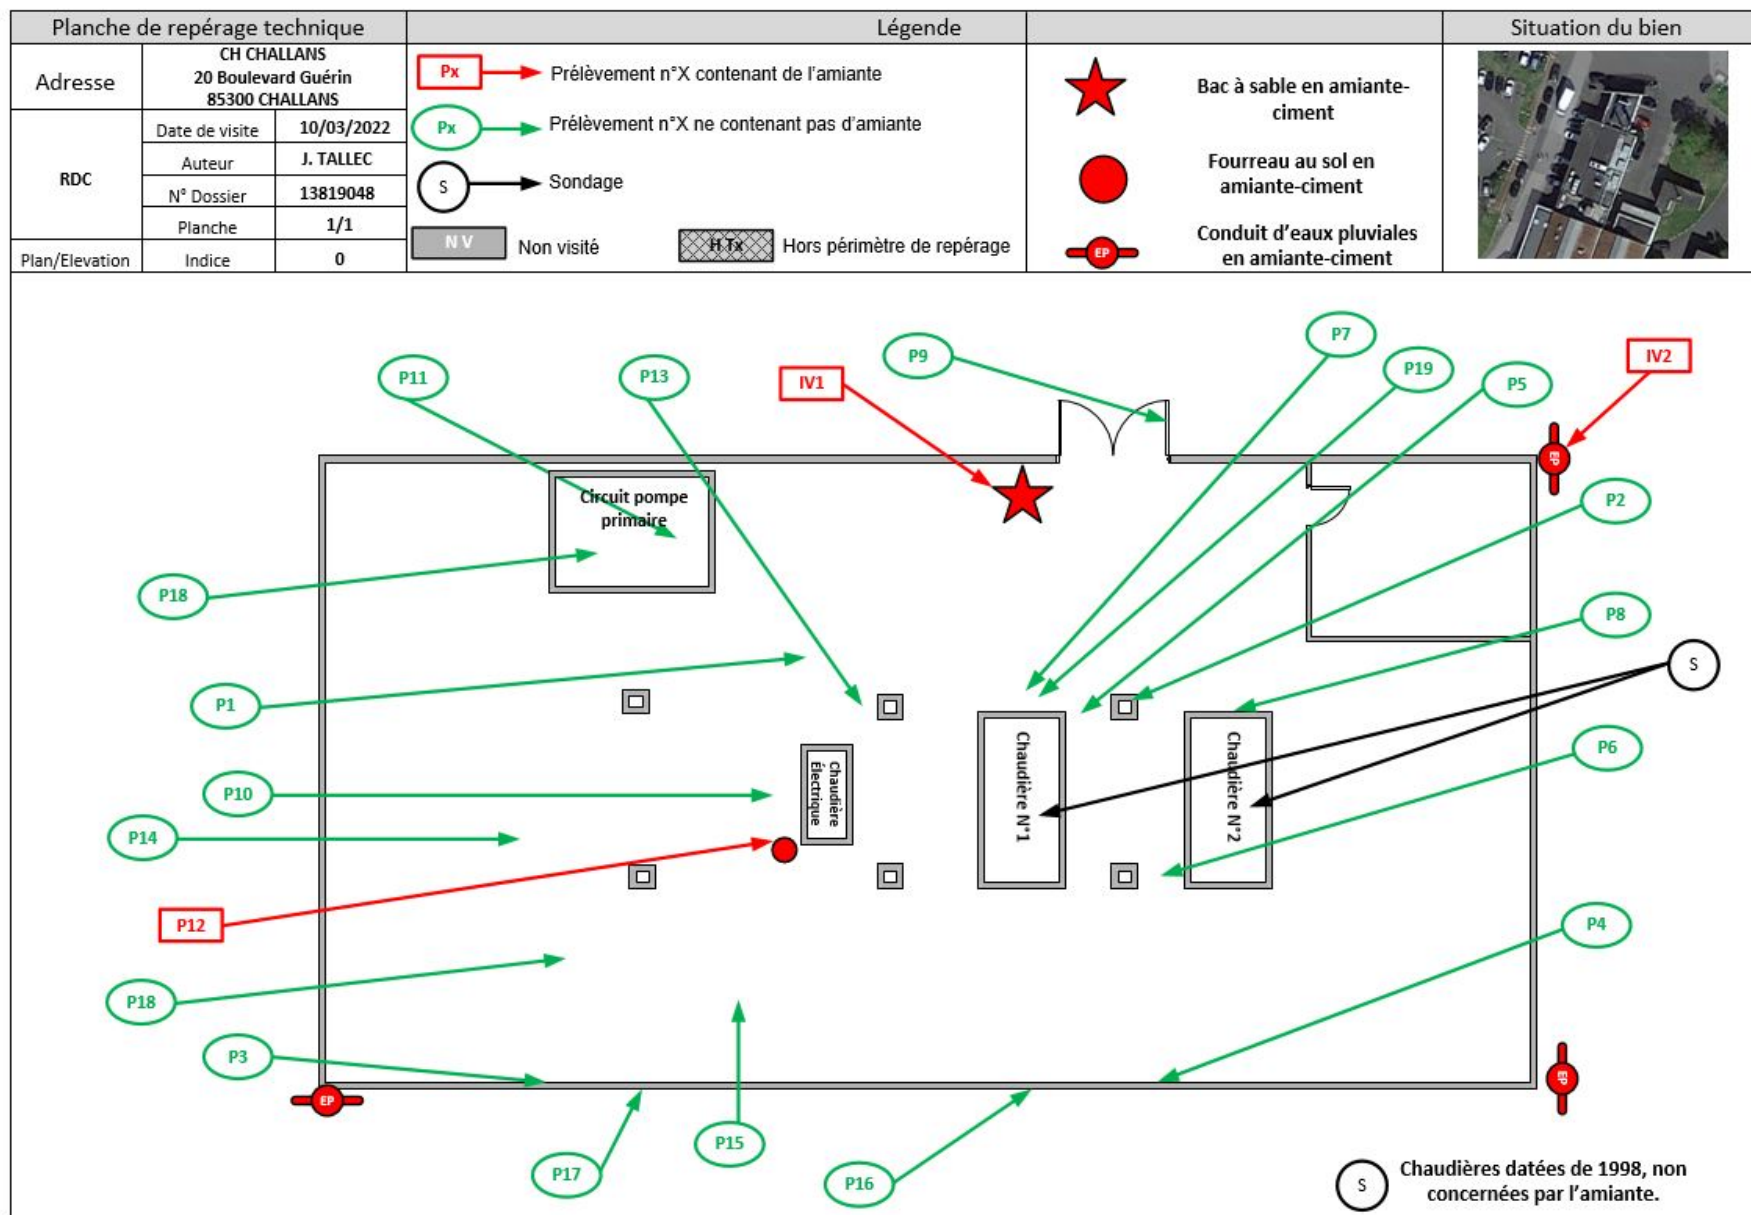 Planche de repérage technique
Légende
Situation du bien
Adresse
CH CHALLANS
20 Boulevard Guérin
85300 CHALLANS
RDC
Date de visite
10/03/2022
Auteur
J. TALLEC
N° Dossier
13819048
Planche
1/1
Plan/Elevation
Indice
0
Px
Prélèvement n°X contenant de l'amiante
Px
Prélèvement n°X ne contenant pas d'amiante
S
Sondage
N V
Non visité
H Tx
Hors périmètre de repérage
Bac à sable en amiante-
ciment
Fourreau au sol en
amiante-ciment
EP
Conduit d'eaux pluviales
en amiante-ciment
P7
P9
IV2
P19
P11
P13
IV1
P5
EP
Circuit pompe
primaire
P2
P18
P8
S
P1
P6
Chaudière
Électrique
Chaudière N°1
Chaudière N°2
P10
P14
P12
P4
P18
P3
EP
EP
P15
P17
P16
S
Chaudières datées de 1998, non
concernées par l'amiante.